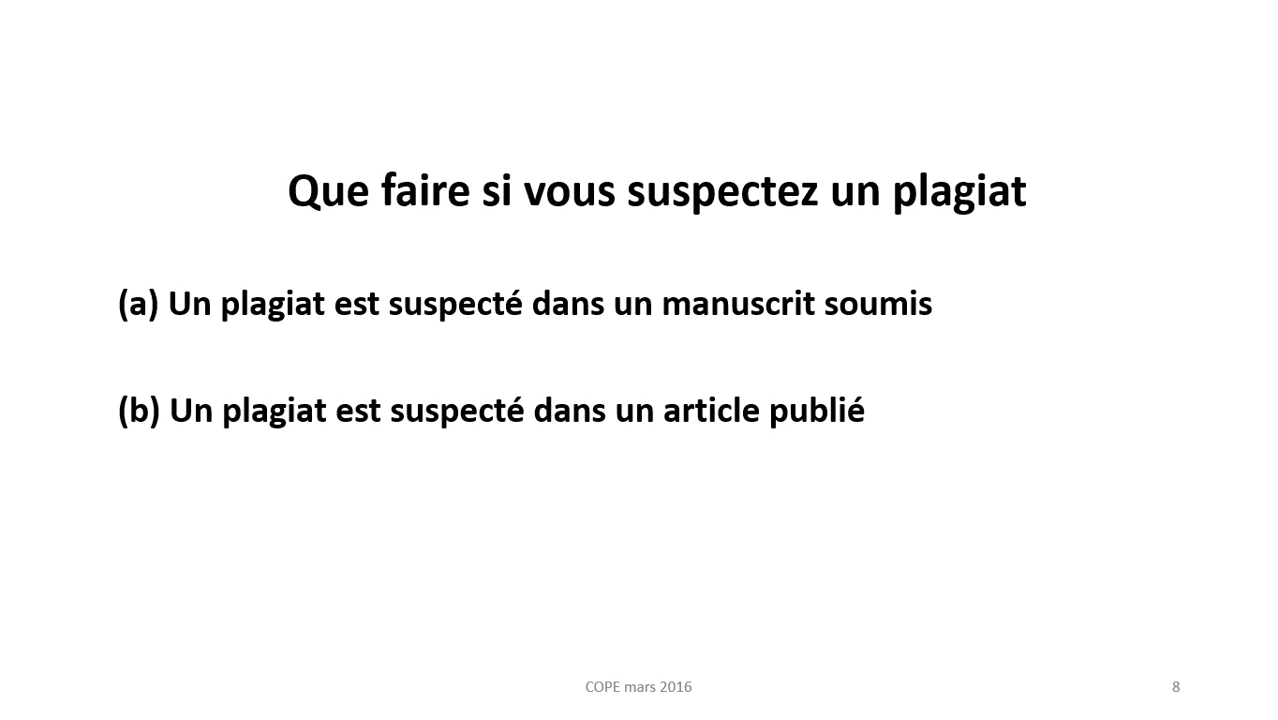 Que faire si vous suspectez un plagiat
(a) Un plagiat est suspecté dans un manuscrit soumis
(b) Un plagiat est suspecté dans un article publié
COPE mars 2016
8